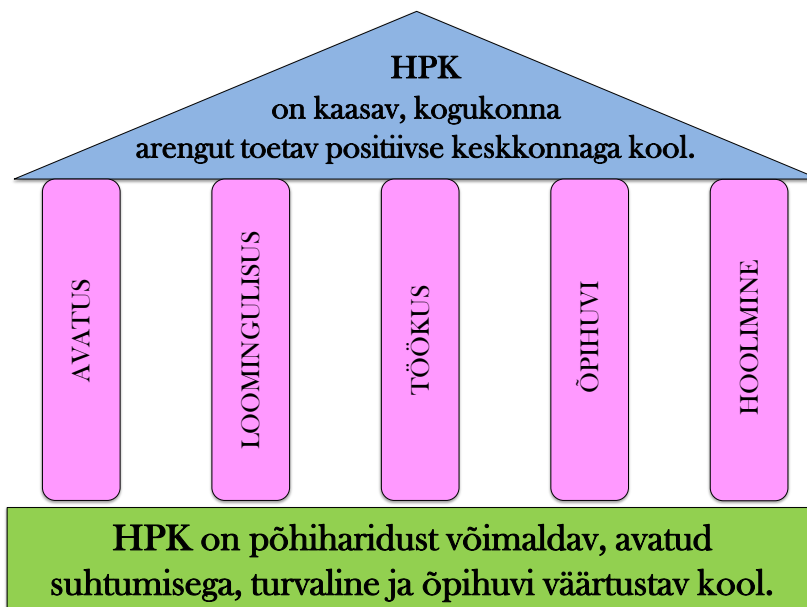 HPK
on kaasav, kogukonna
arengut toetav positiivse keskkonnaga kool.
AVATUS
LOOMINGULISUS
TÖÖKUS
ÕPIHUVI
HOOLIMINE
HPK on põhiharidust võimaldav, avatud
suhtumisega, turvaline ja õpihuvi väärtustav kool.